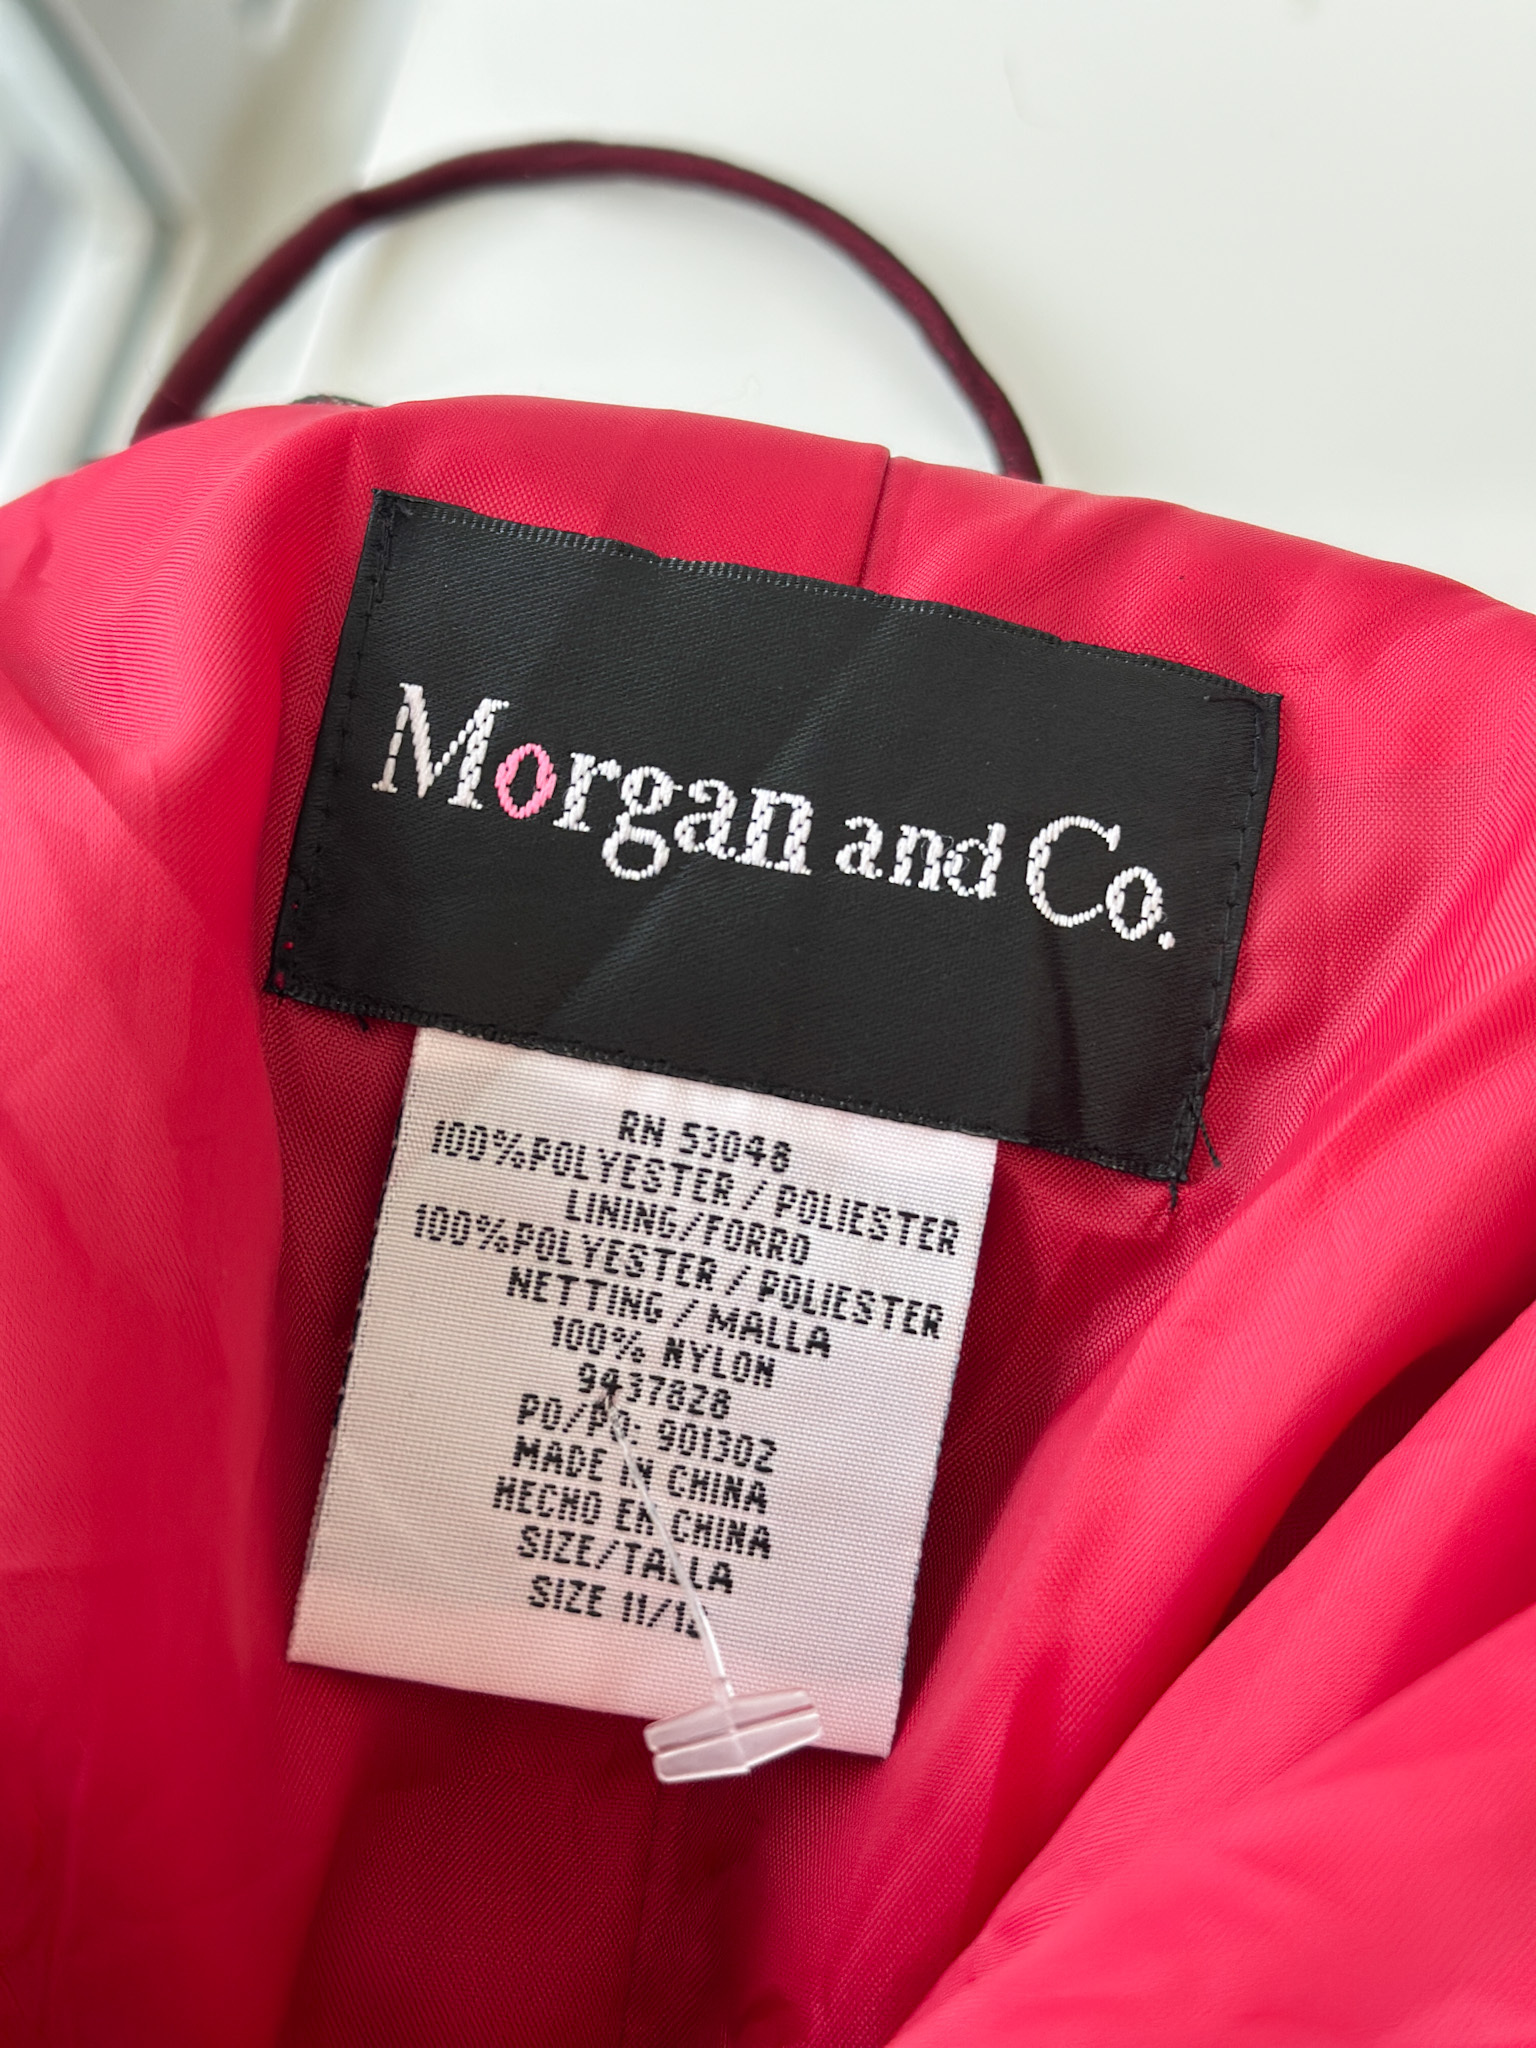 Morgan and Co.
RN 53048
100%POLYESTER / POLIESTER
LINING/FORRO
100%POLYESTER / POLIESTER
NETTING / MALLA
100% NYLON
9437828
PO/PO: 901302
MADE IN CHINA
HECHO EN CHINA
SIZE/TALLA
SIZE